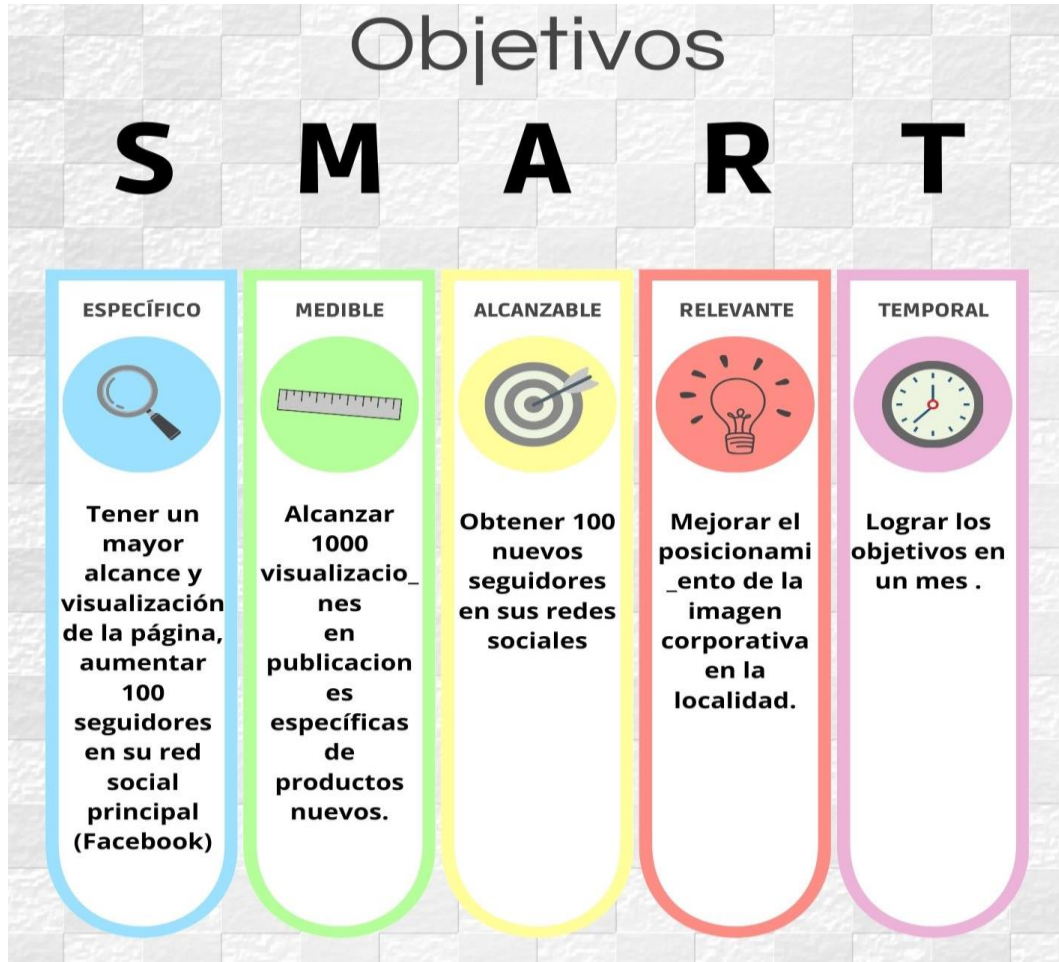 Objetivos
S M A R T
ESPECÍFICO
Tener un
mayor
alcance y
visualización
de la página,
aumentar
100
seguidores
en su red
social
principal
(Facebook)
MEDIBLE
Alcanzar
1000
visualizacio_
nes
en
publicacion
es
específicas
de
productos
nuevos.
ALCANZABLE
Obtener 100
nuevos
seguidores
en sus redes
sociales
RELEVANTE
Mejorar el
posicionami
_ento de la
imagen
corporativa
en la
localidad.
TEMPORAL
Lograr los
objetivos en
un mes .